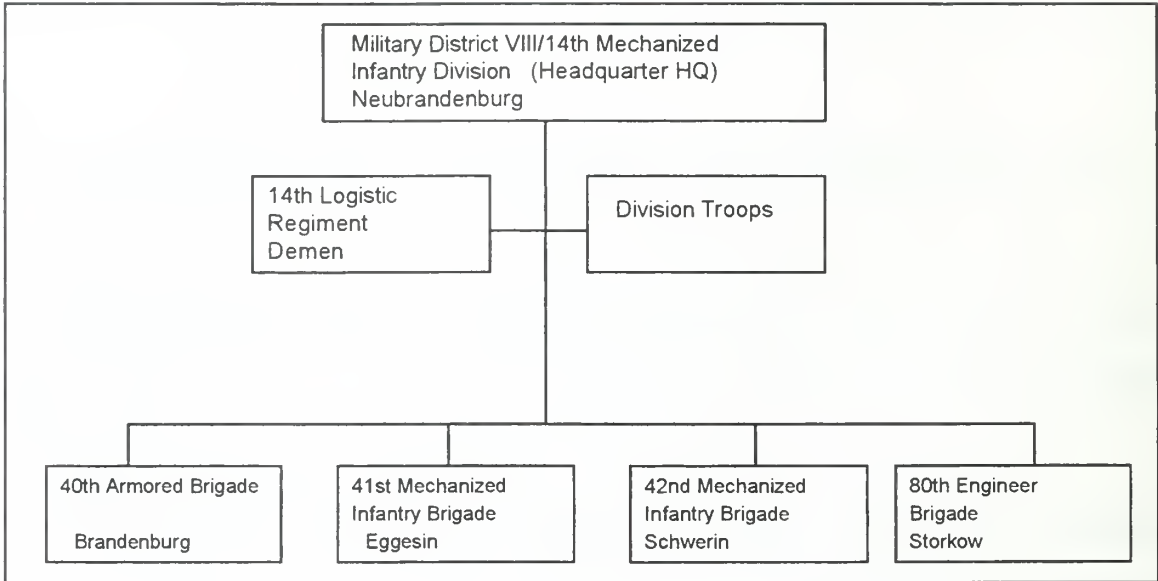 Military District VIII/14th Mechanized
Infantry Division (Headquarter HQ)
Neubrandenburg
14th Logistic
Regiment
Demen
Division Troops
40th Armored Brigade
Brandenburg
41st Mechanized
Infantry Brigade
Eggesin
42nd Mechanized
Infantry Brigade
Schwerin
80th Engineer
Brigade
Storkow